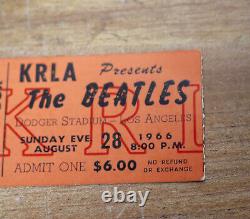 KRLA Presents
The BEATLES
DODGER STADIUM - LOS ANGELES
SUNDAY EVE. 28 1966
AUGUST 8:00 P.M.
ADMIT ONE $6.00 NO REFUND
OR EXCHANGE